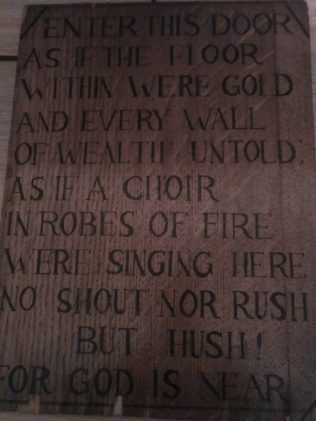 ENTER THIS DOOR
AS IF THE FLOOR
WITHIN WERE GOLD
AND EVERY WALL
OF WEALTH UNTOLD;
AS IF A CHOIR
IN ROBES OF FIRE
WERE SINGING HERE
NO SHOUT NOR RUSH
BUT HUSH!
FOR GOD IS NEAR